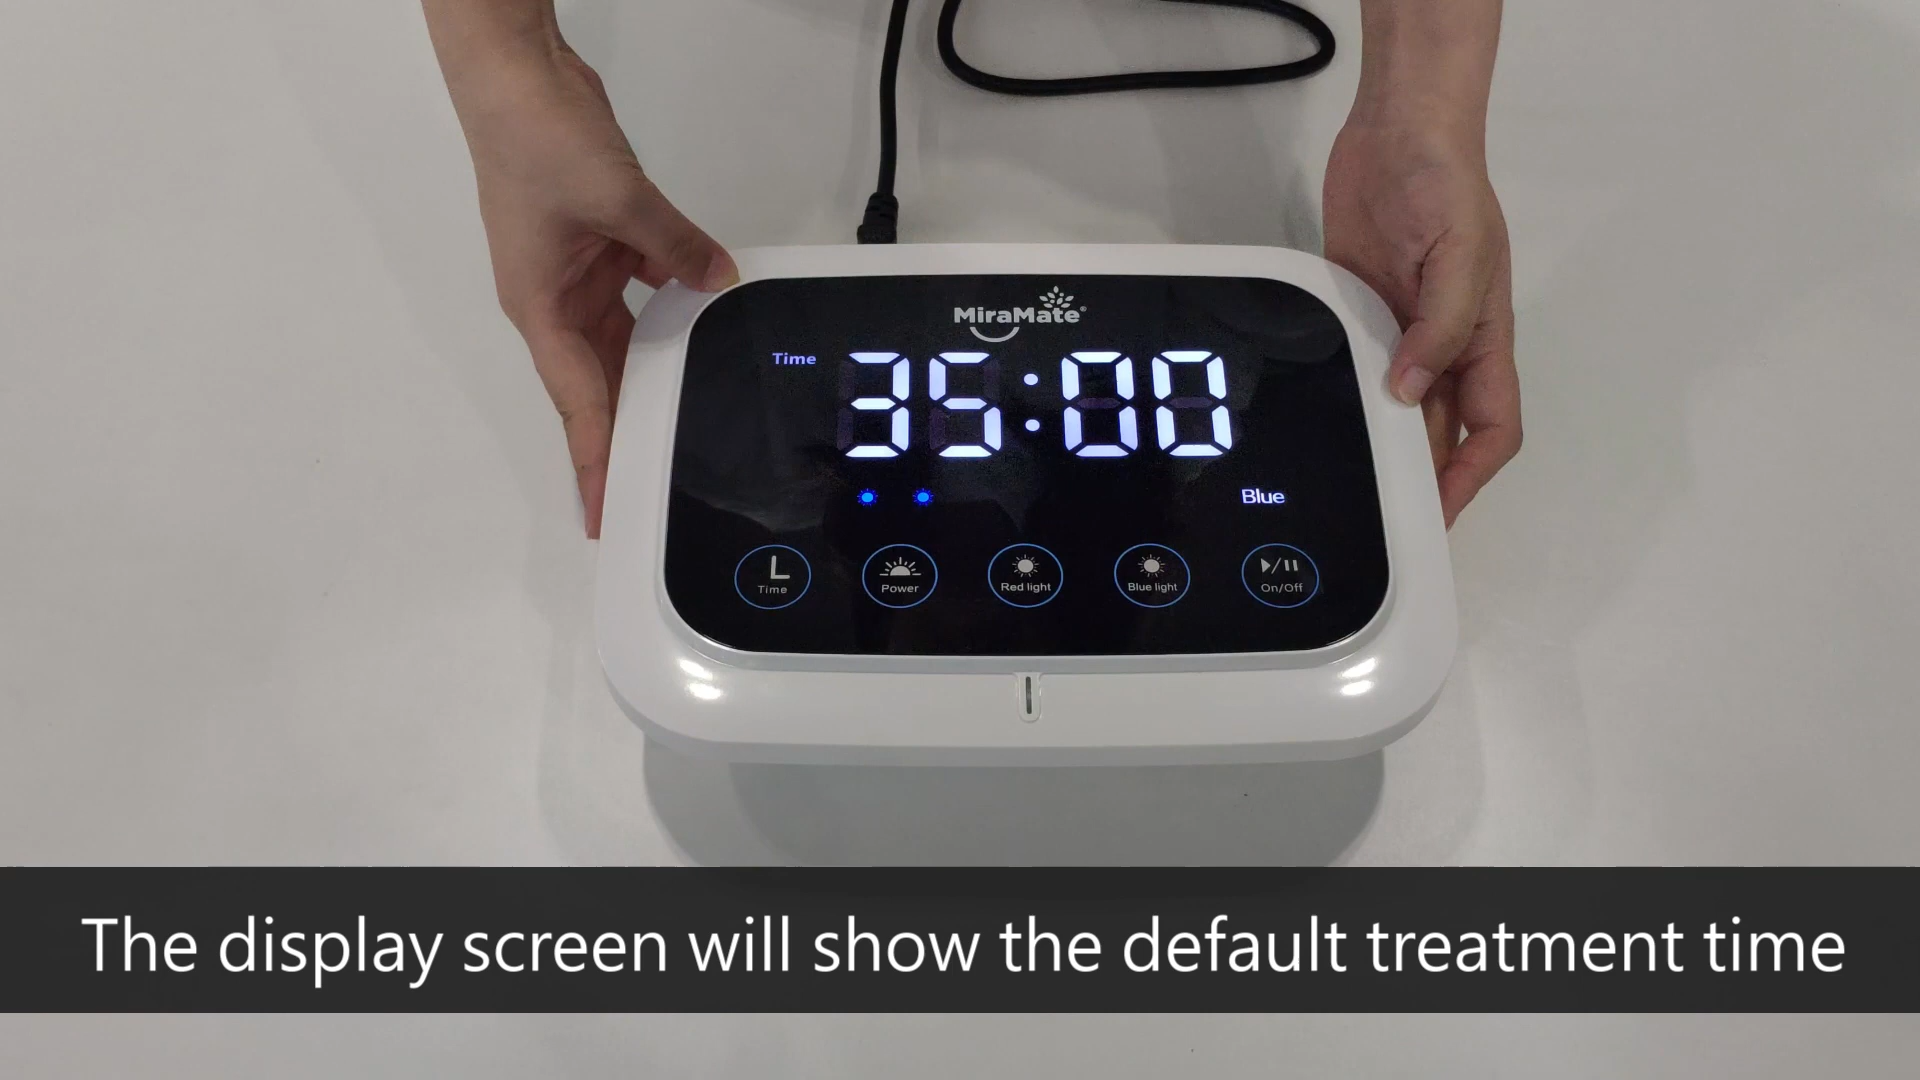 MiraMate®
Time
35:00
Blue
Time
Power
Red light
Blue light
On/Off
The display screen will show the default treatment time